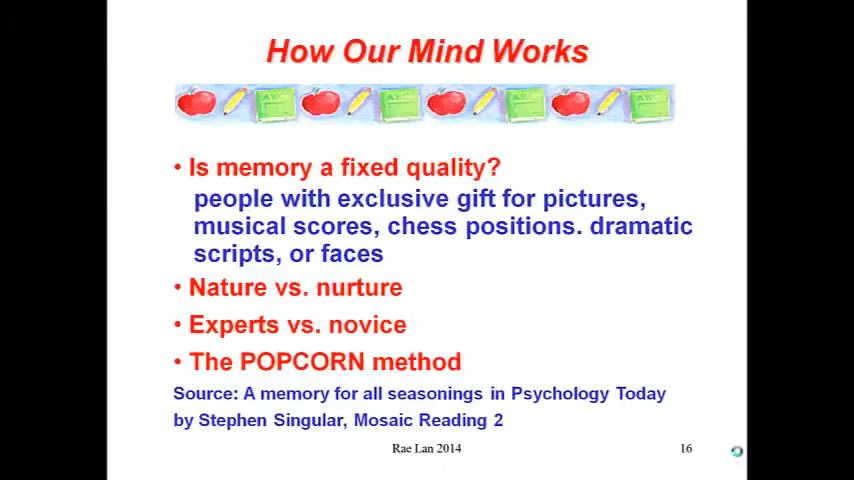 How Our Mind Works
• Is memory a fixed quality?
people with exclusive gift for pictures,
musical scores, chess positions. dramatic
scripts, or faces
• Nature vs. nurture
• Experts vs. novice
• The POPCORN method
Source: A memory for all seasonings in Psychology Today
by Stephen Singular, Mosaic Reading 2
Rae Lan 2014
16